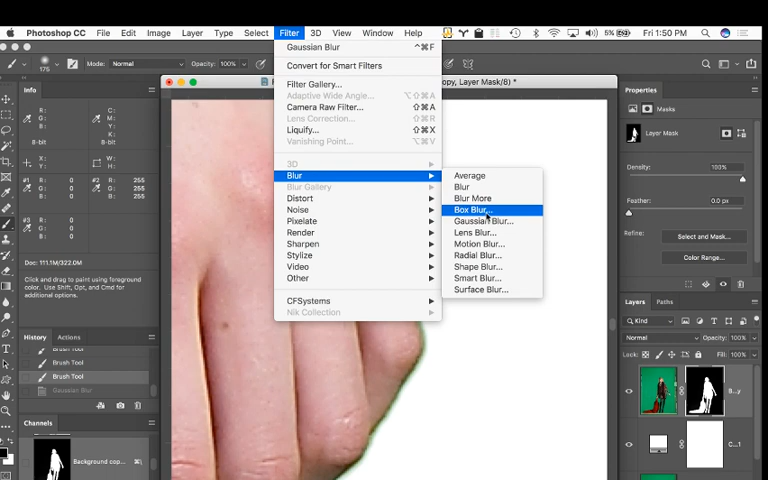 Photoshop CC File Edit Image Layer Type Select Filter 3D View Window Help 5% Fri 1:50 PM
175 Mode: Normal Opacity: 200%
opy, Layer Mask/8) *
Info
R: C:
G: M:
B: Y:
K:
8-bit 8-bit
X: W:
Y: H:
#1 R: 0 #2 R: 255
G: 0 G: 255
B: 0 B: 255
#3 R: 0
G: 0
B: 0
Doc: 111.1M/322.0M
Click and drag to paint using foreground
color. Use Shift, Opt, and Cmd for
additional options.
History Actions
Brush Tool
Brush Tool
Brush Tool
Gaussian Blur
Channels
Background cop...
Gaussian Blur ^⌘F
Convert for Smart Filters
Filter Gallery...
Adaptive Wide Angle... ⌥⇧⌘A
Camera Raw Filter... ⇧⌘A
Lens Correction... ⇧⌘R
Liquify... ⇧⌘X
Vanishing Point... ⌥⌘V
3D
Blur
Blur Gallery
Distort
Noise
Pixelate
Render
Sharpen
Stylize
Video
Other
CFSystems
Nik Collection
Average
Blur
Blur More
Box Blur...
Gaussian Blur...
Lens Blur...
Motion Blur...
Radial Blur...
Shape Blur...
Smart Blur...
Surface Blur...
Properties
Masks
Layer Mask
Density: 100%
Feather: 0.0 px
Refine: Select and Mask...
Color Range...
Layers Paths
Kind
Normal Opacity: 100%
Lock: Fill: 100%
B...y
C...1